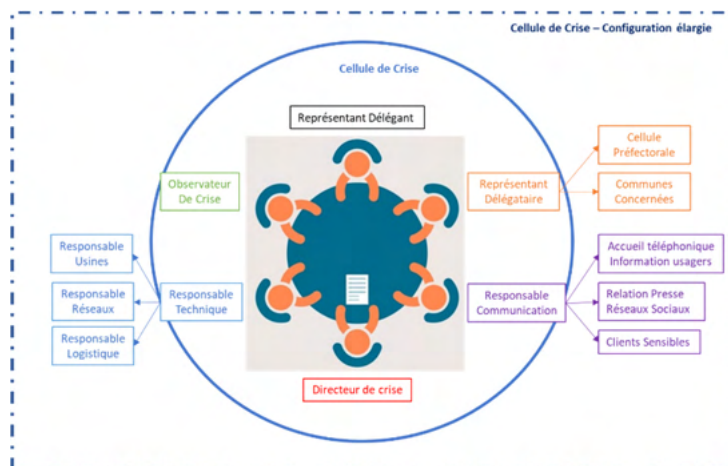 Cellule de Crise – Configuration élargie
Cellule de Crise
Représentant Délégant
Cellule
Préfectorale
Observateur
De Crise
Représentant
Délégataire
Communes
Concernées
Responsable
Usines
Accueil téléphonique
Information usagers
Responsable
Réseaux
Responsable
Technique
Responsable
Communication
Relation Presse
Réseaux Sociaux
Responsable
Logistique
Clients Sensibles
Directeur de crise